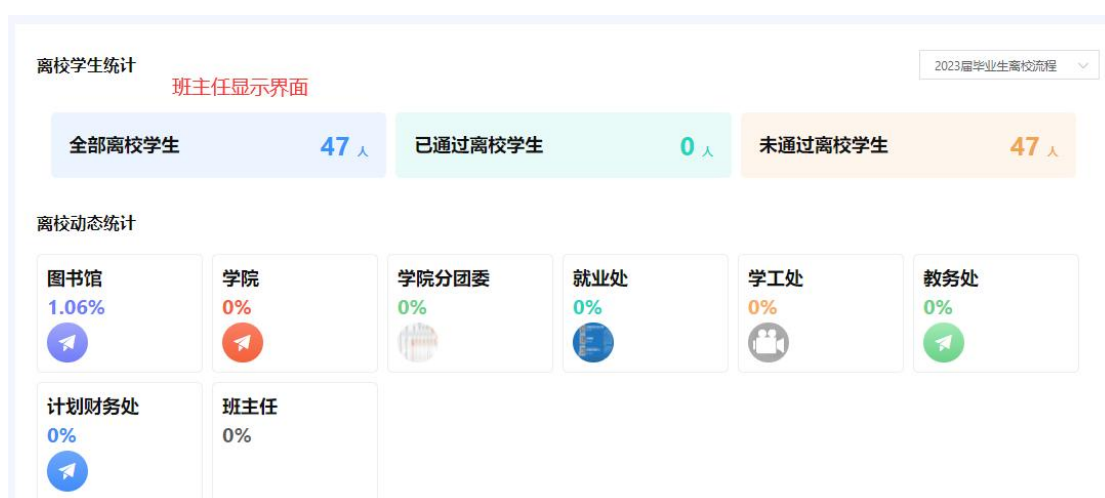 离校学生统计
2023届毕业生离校流程
班主任显示界面
全部离校学生 47 人
已通过离校学生 0 人
未通过离校学生 47 人
离校动态统计
图书馆
1.06%
学院
0%
学院分团委
0%
就业处
0%
学工处
0%
教务处
0%
计划财务处
0%
班主任
0%